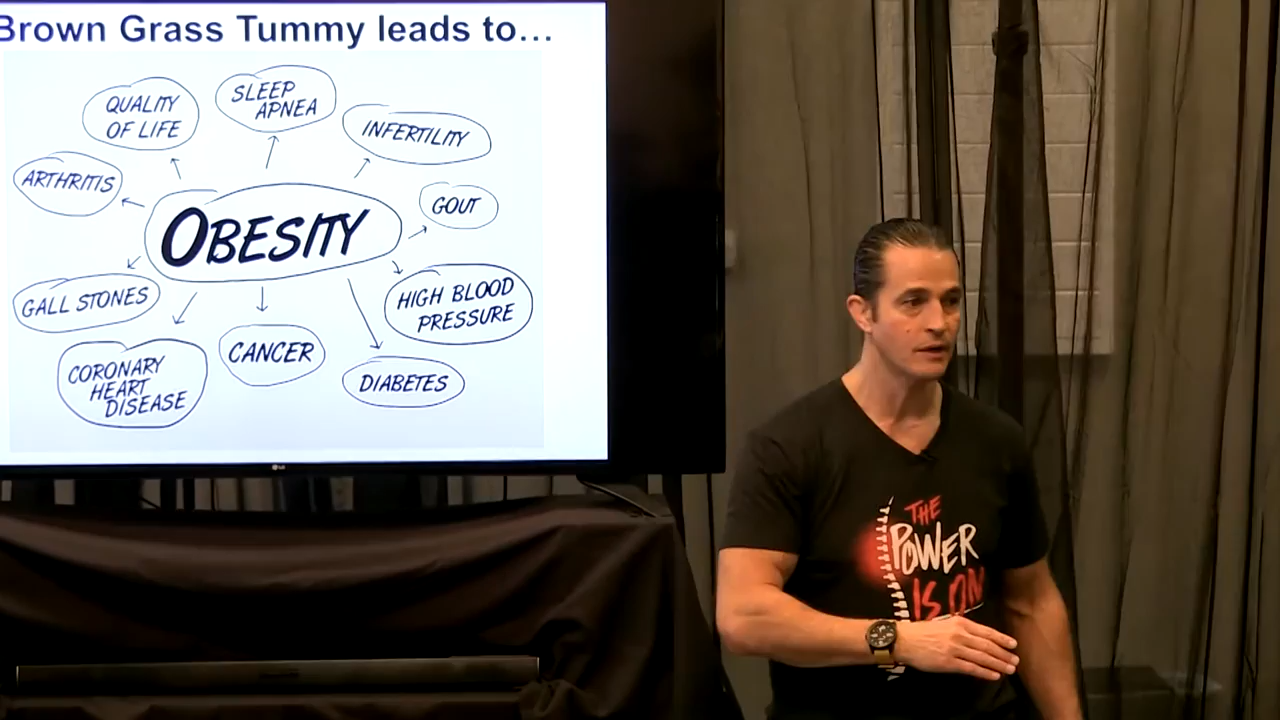 Brown Grass Tummy leads to...
QUALITY
OF LIFE
SLEEP
APNEA
INFERTILITY
ARTHRITIS
OBESITY
GOUT
GALL STONES
HIGH BLOOD
PRESSURE
CORONARY
HEART
DISEASE
CANCER
DIABETES
LG
THE
POWER
IS ON